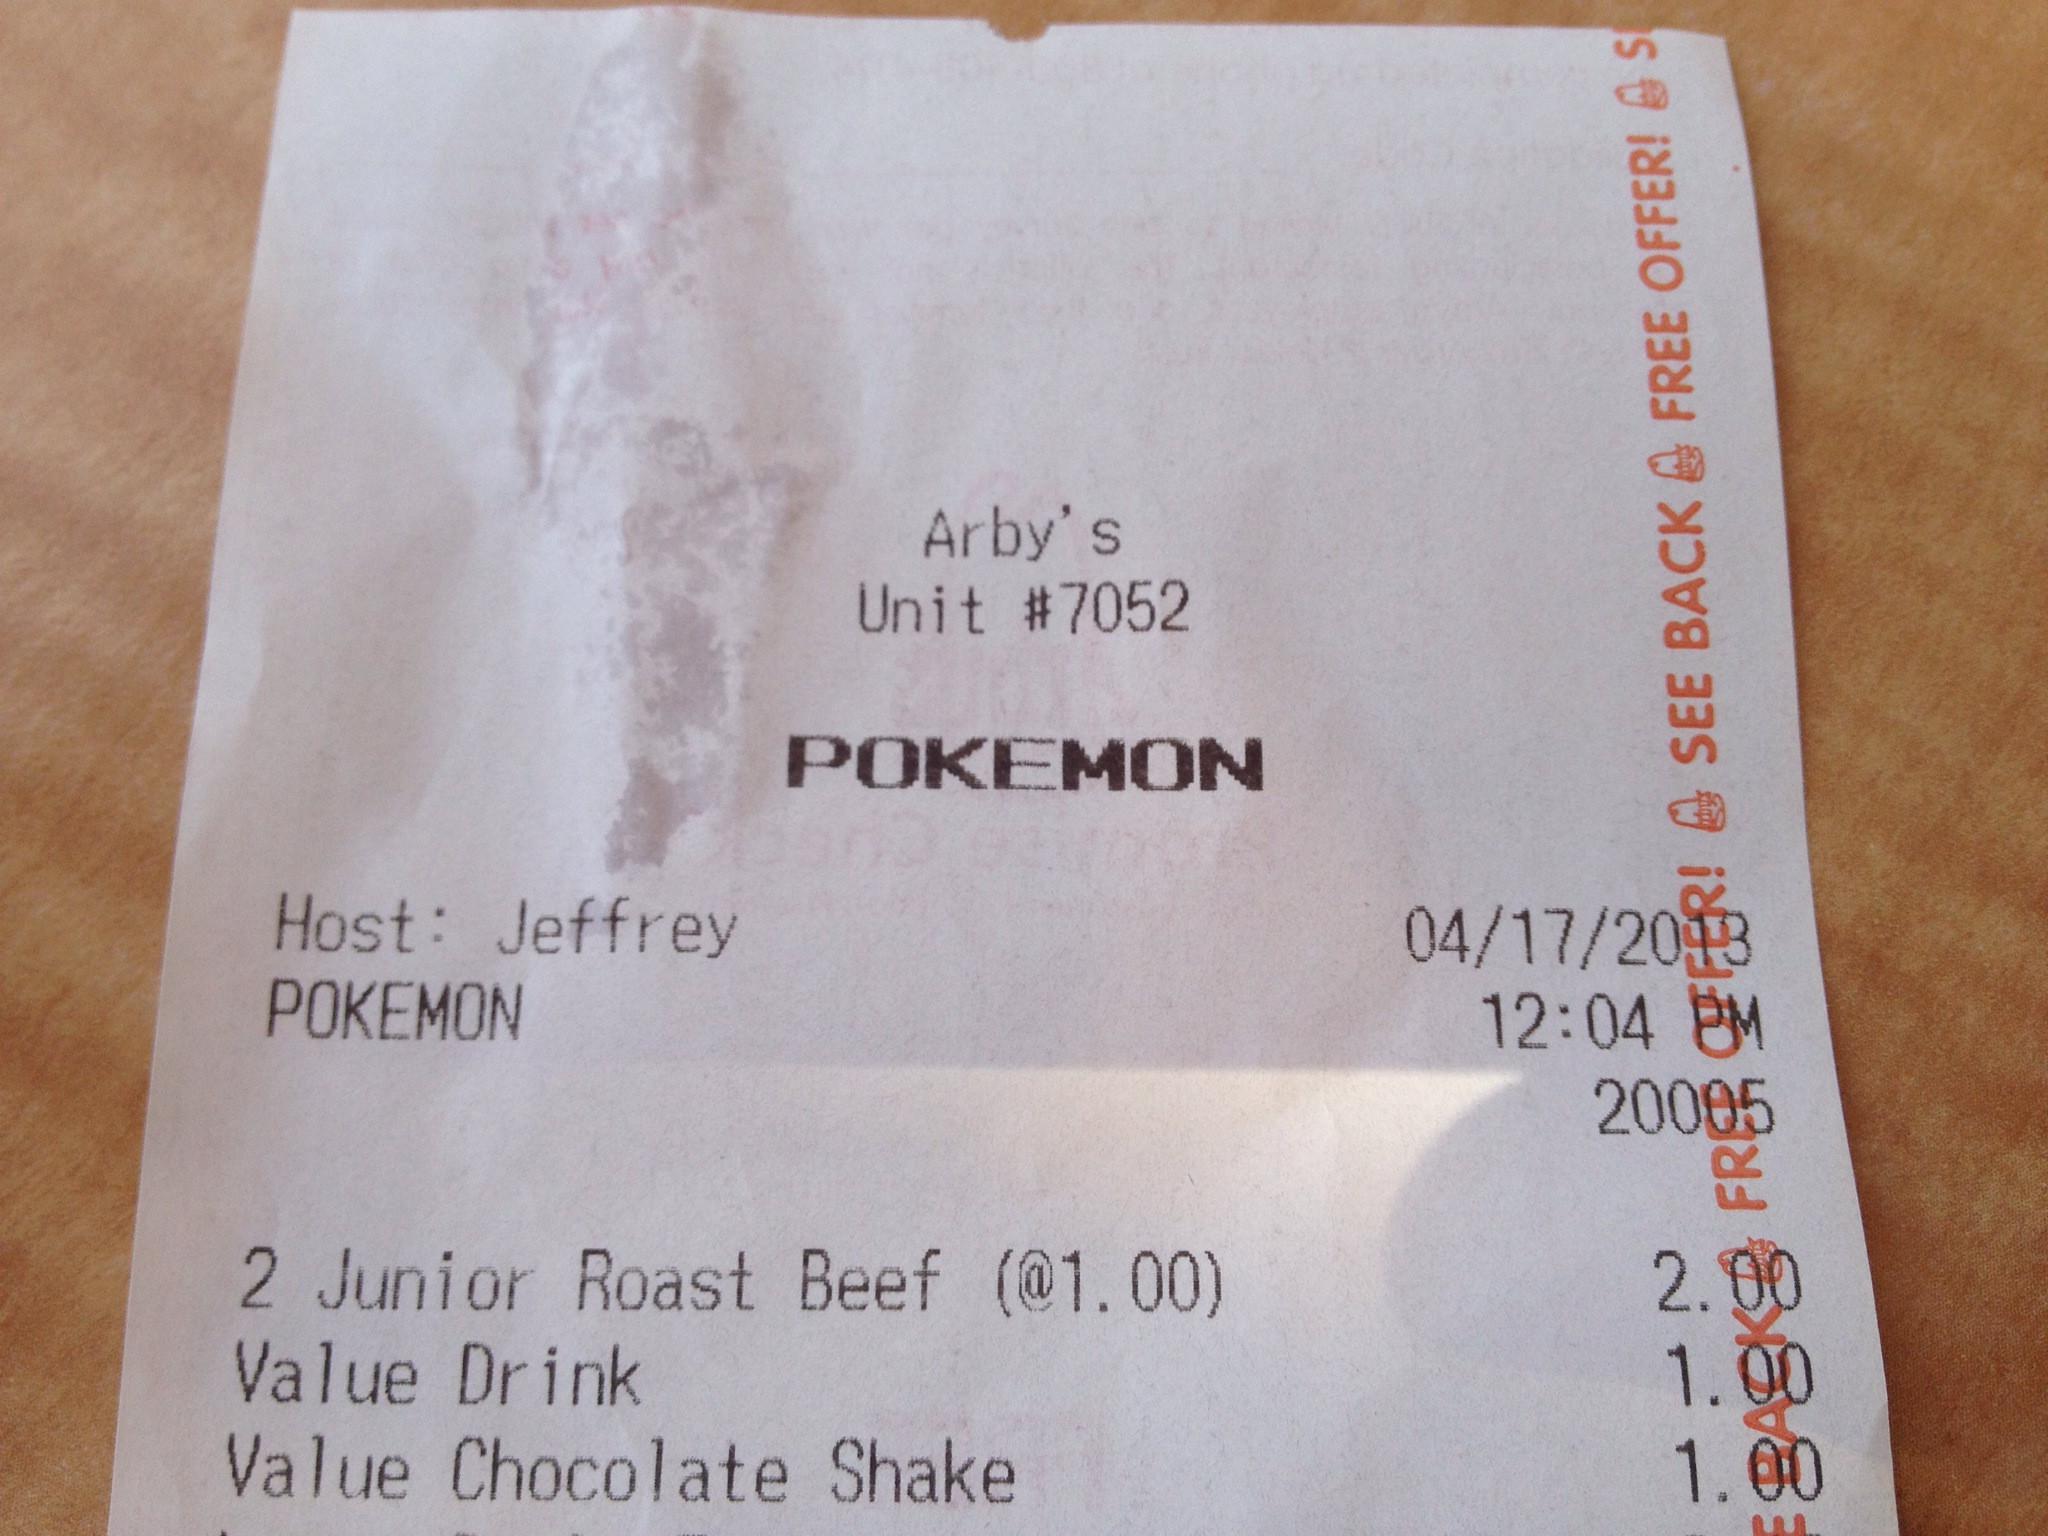 Arby's
Unit #7052
POKEMON
Host: Jeffrey 04/17/2013
POKEMON 12:04 PM
20005
2 Junior Roast Beef (@1.00) 2.00
Value Drink 1.00
Value Chocolate Shake 1.00
SEE BACK FREE OFFER! SEE BACK FREE OFFER!